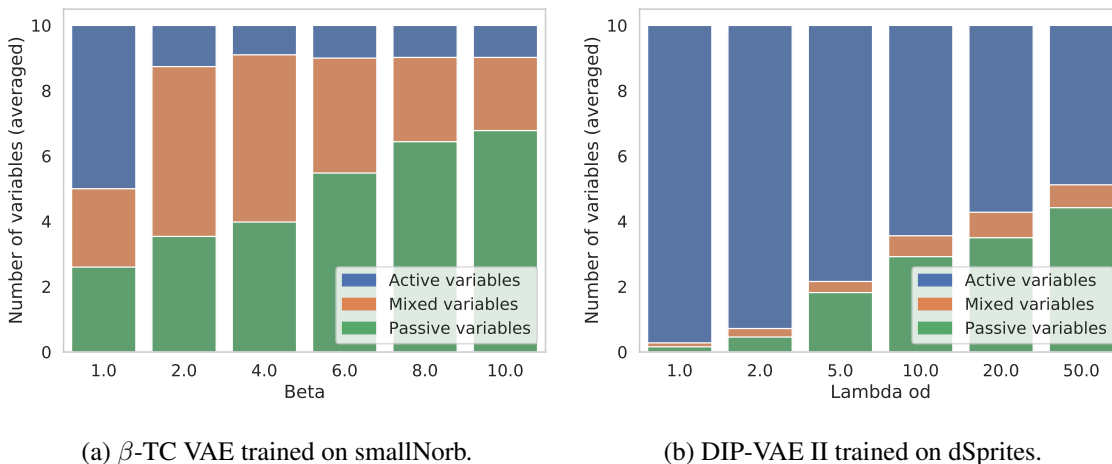 10
8
6
4
2
0
Number of variables (averaged)
Active variables
Mixed variables
Passive variables
1.0 2.0 4.0 6.0 8.0 10.0
Beta
(a) β-TC VAE trained on smallNorb.
10
8
6
4
2
0
Number of variables (averaged)
Active variables
Mixed variables
Passive variables
1.0 2.0 5.0 10.0 20.0 50.0
Lambda od
(b) DIP-VAE II trained on dSprites.